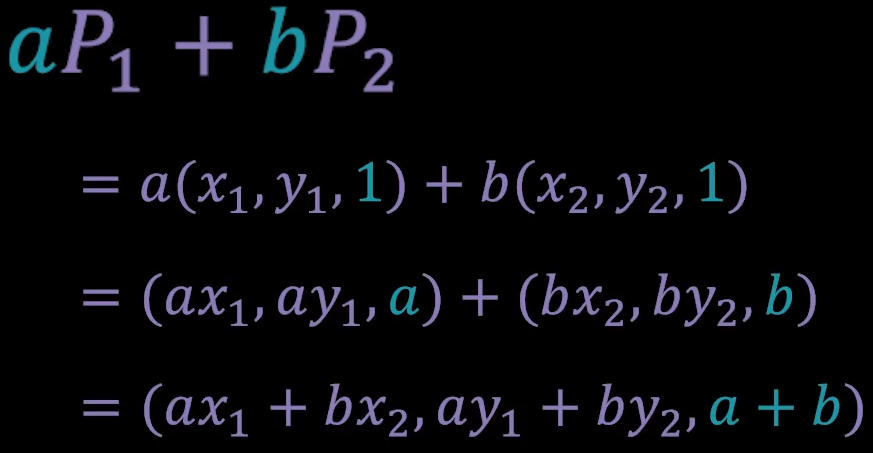 aP₁ + bP₂
= a(x₁, y₁, 1) + b(x₂, y₂, 1)
= (ax₁, ay₁, a) + (bx₂, by₂, b)
= (ax₁ + bx₂, ay₁ + by₂, a + b)